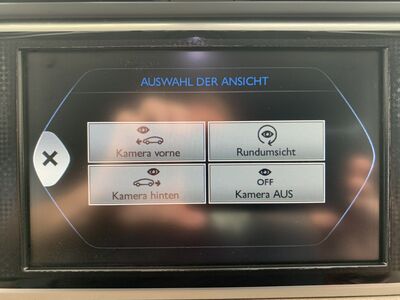 AUSWAHL DER ANSICHT
Kamera vorne
Rundumsicht
Kamera hinten
OFF
Kamera AUS